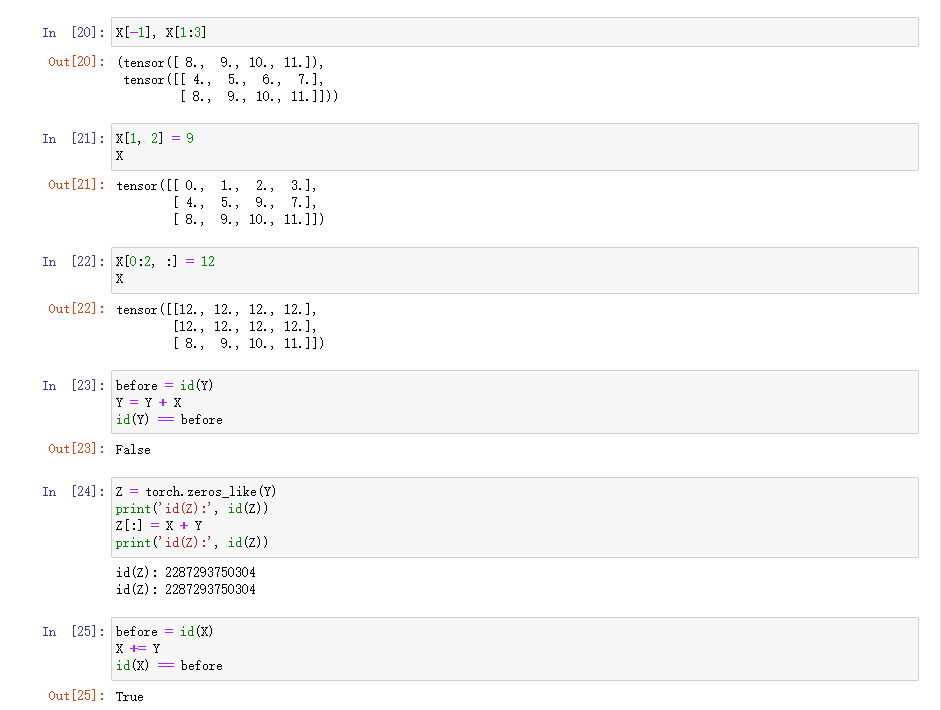 In [20]: X[-1], X[1:3]
Out[20]: (tensor([ 8.,  9., 10., 11.]),
 tensor([[ 4.,  5.,  6.,  7.],
         [ 8.,  9., 10., 11.]]))
In [21]: X[1, 2] = 9
X
Out[21]: tensor([[ 0.,  1.,  2.,  3.],
        [ 4.,  5.,  9.,  7.],
        [ 8.,  9., 10., 11.]])
In [22]: X[0:2, :] = 12
X
Out[22]: tensor([[12., 12., 12., 12.],
        [12., 12., 12., 12.],
        [ 8.,  9., 10., 11.]])
In [23]: before = id(Y)
Y = Y + X
id(Y) == before
Out[23]: False
In [24]: Z = torch.zeros_like(Y)
print('id(Z):', id(Z))
Z[:] = X + Y
print('id(Z):', id(Z))
id(Z): 2287293750304
id(Z): 2287293750304
In [25]: before = id(X)
X += Y
id(X) == before
Out[25]: True